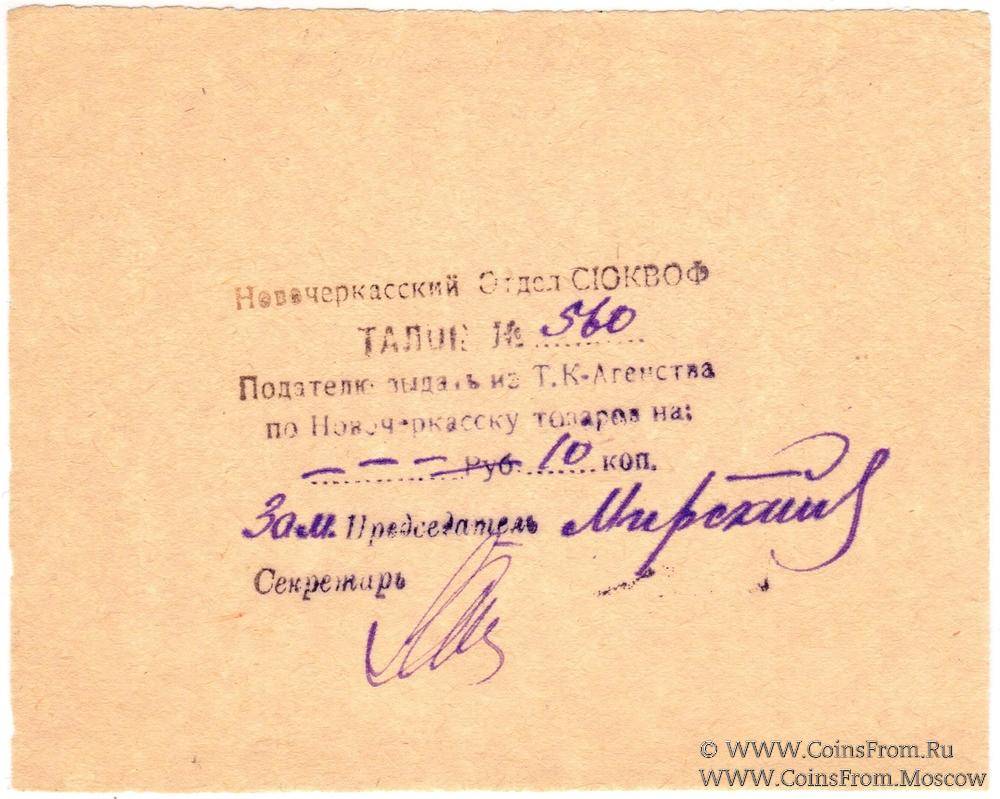 Новочеркасский Отдел СЮКВОФ
ТАЛОН № 560
Подателю выдать из Т.К-Агенства
по Новочеркасску товаров на:
– – – Руб. 10 коп.
Зам. Председатель Мирский
Секретарь
© WWW.CoinsFrom.Ru
WWW.CoinsFrom.Moscow